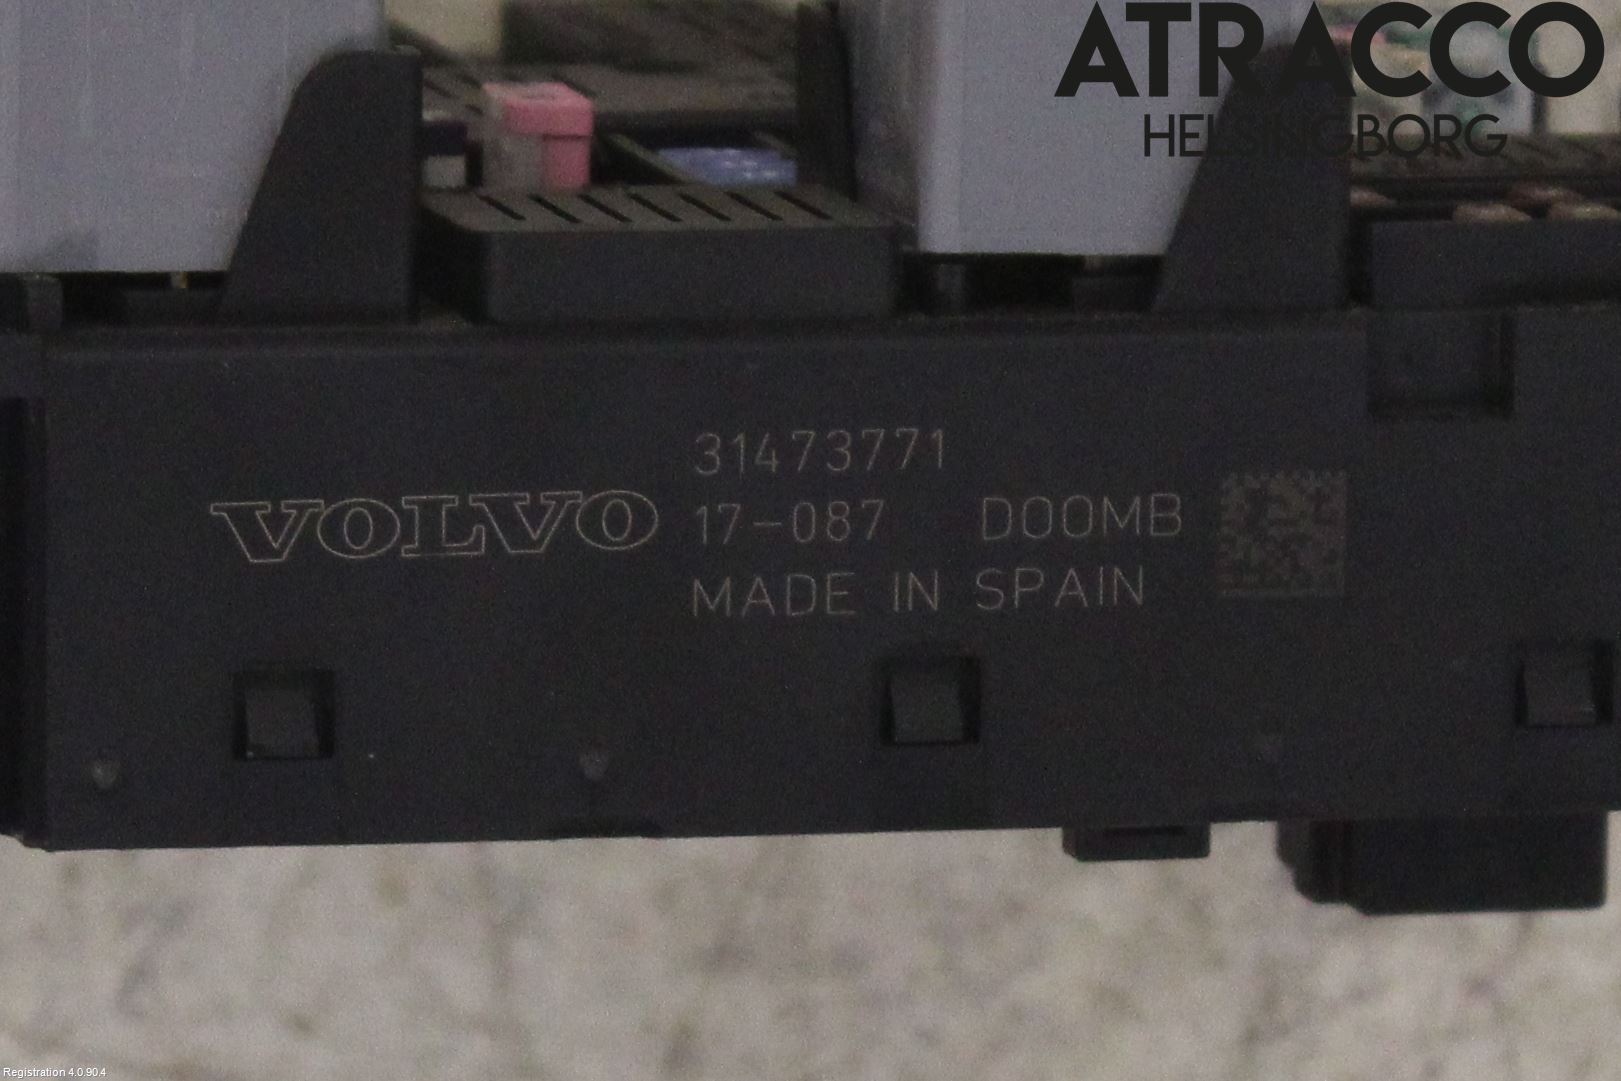 ATRACCO
HELSINGBORG
31473771
VOLVO 17-087 DOOMB
MADE IN SPAIN
Registration 4.0.90.4